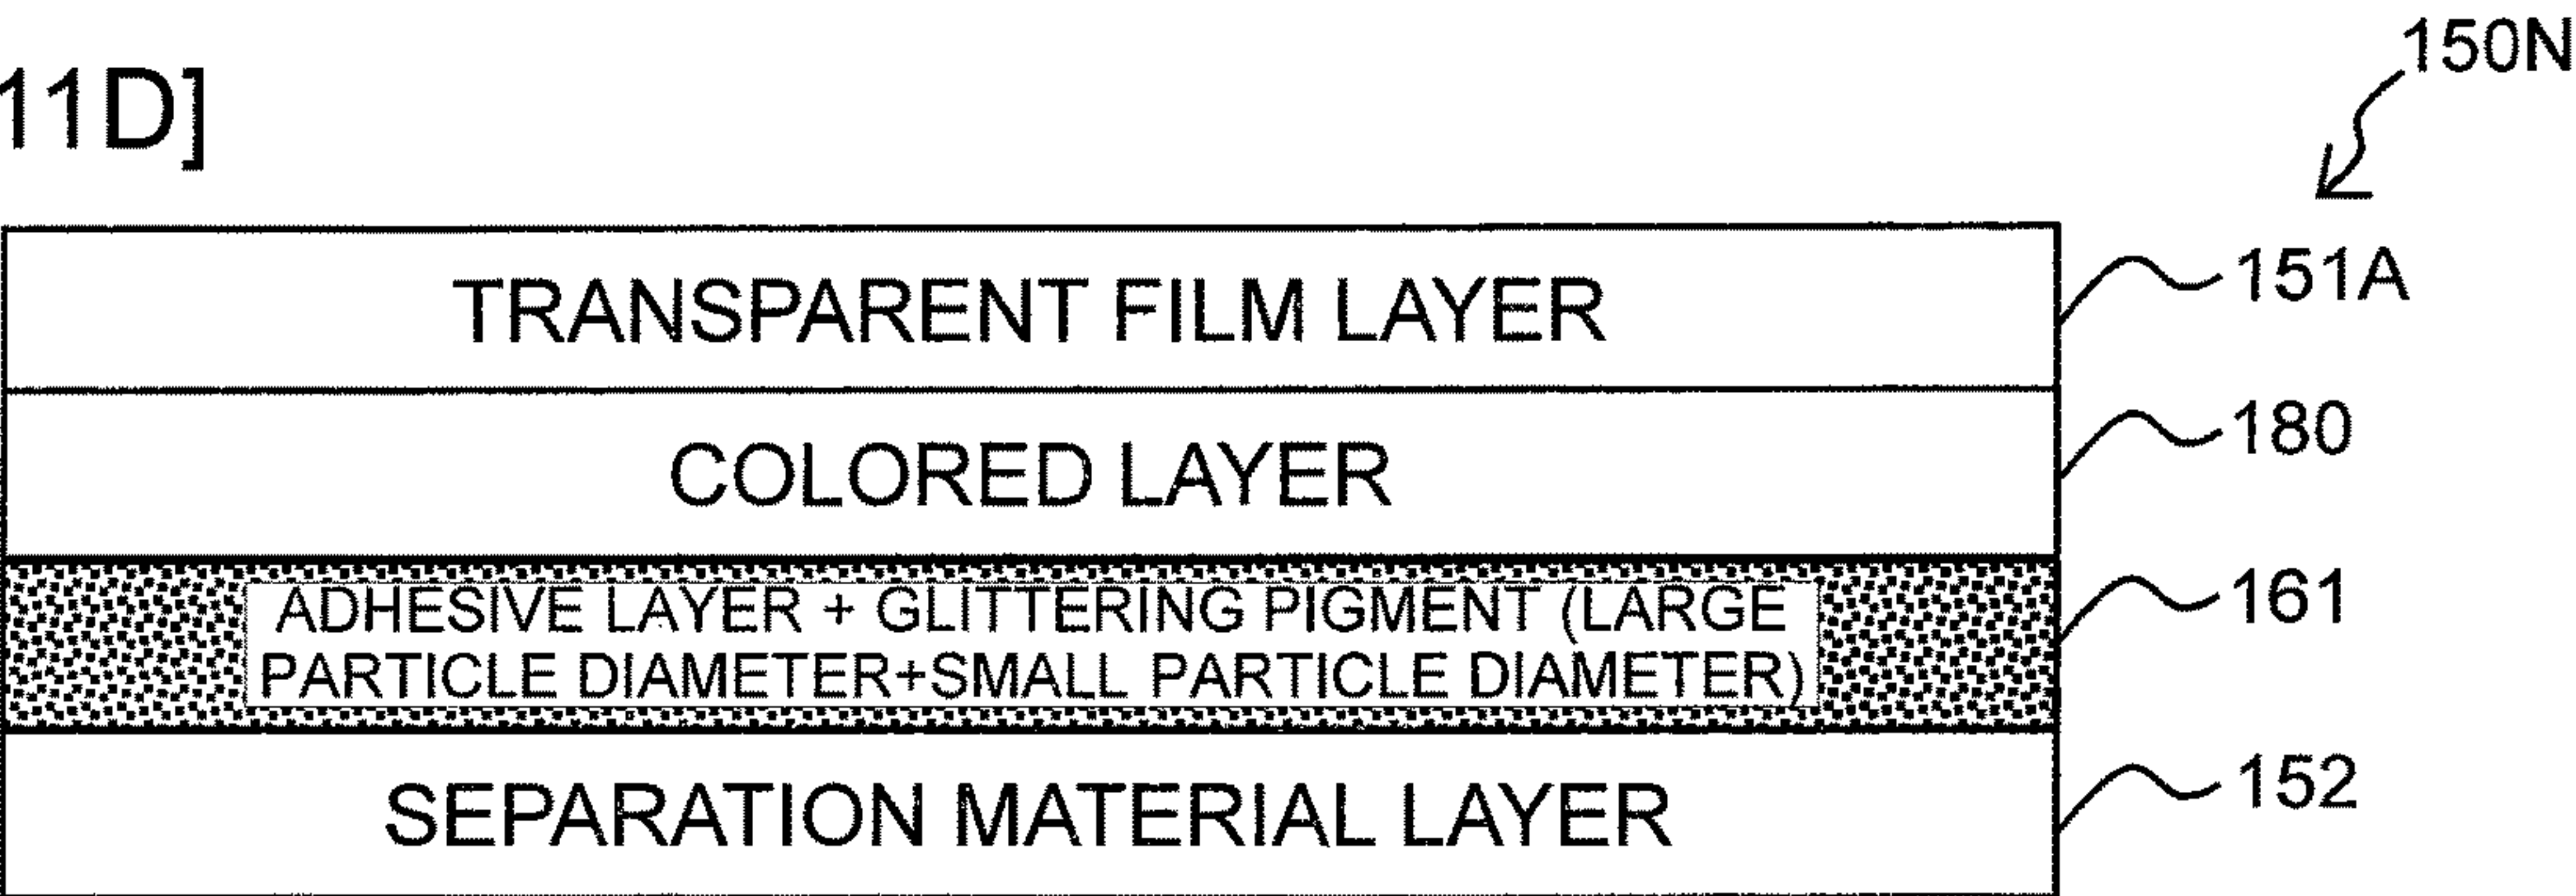 11D]
150N
TRANSPARENT FILM LAYER
151A
COLORED LAYER
180
ADHESIVE LAYER + GLITTERING PIGMENT (LARGE
PARTICLE DIAMETER+SMALL PARTICLE DIAMETER)
161
SEPARATION MATERIAL LAYER
152